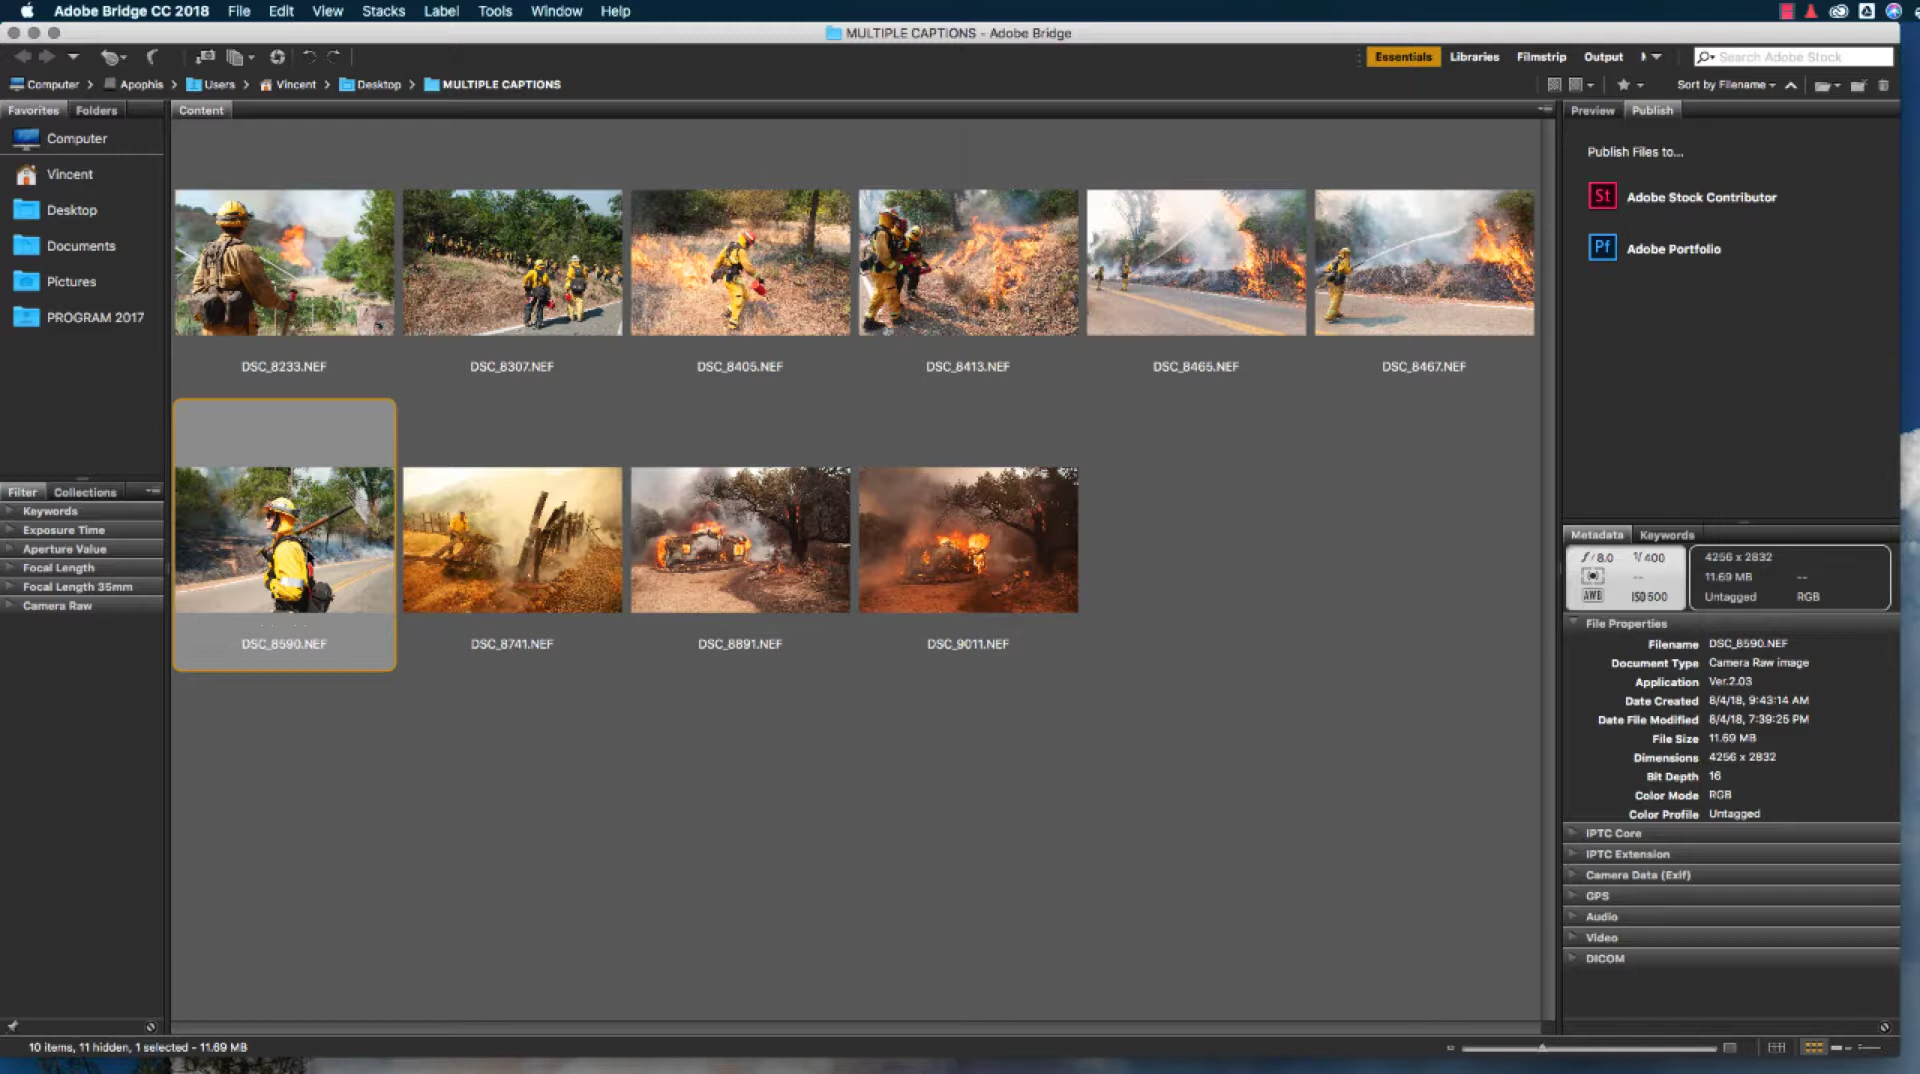 Adobe Bridge CC 2018 File Edit View Stacks Label Tools Window Help
MULTIPLE CAPTIONS - Adobe Bridge
Essentials Libraries Filmstrip Output Search Adobe Stock
Computer Apophis Users Vincent Desktop MULTIPLE CAPTIONS Sort by Filename
Favorites Folders Content Preview Publish
Computer
Vincent
Desktop
Documents
Pictures
PROGRAM 2017
Publish Files to...
St Adobe Stock Contributor
Pf Adobe Portfolio
DSC_8233.NEF DSC_8307.NEF DSC_8405.NEF DSC_8413.NEF DSC_8465.NEF DSC_8467.NEF
DSC_8590.NEF DSC_8741.NEF DSC_8891.NEF DSC_9011.NEF
Filter Collections
Keywords
Exposure Time
Aperture Value
Focal Length
Focal Length 35mm
Camera Raw
Metadata Keywords
f/8.0 1/400 4256 x 2832
-- 11.69 MB --
AWB ISO 500 Untagged RGB
File Properties
Filename DSC_8590.NEF
Document Type Camera Raw image
Application Ver.2.03
Date Created 8/4/18, 9:43:14 AM
Date File Modified 8/4/18, 7:39:25 PM
File Size 11.69 MB
Dimensions 4256 x 2832
Bit Depth 16
Color Mode RGB
Color Profile Untagged
IPTC Core
IPTC Extension
Camera Data (Exif)
GPS
Audio
Video
DICOM
10 items, 11 hidden, 1 selected - 11.69 MB